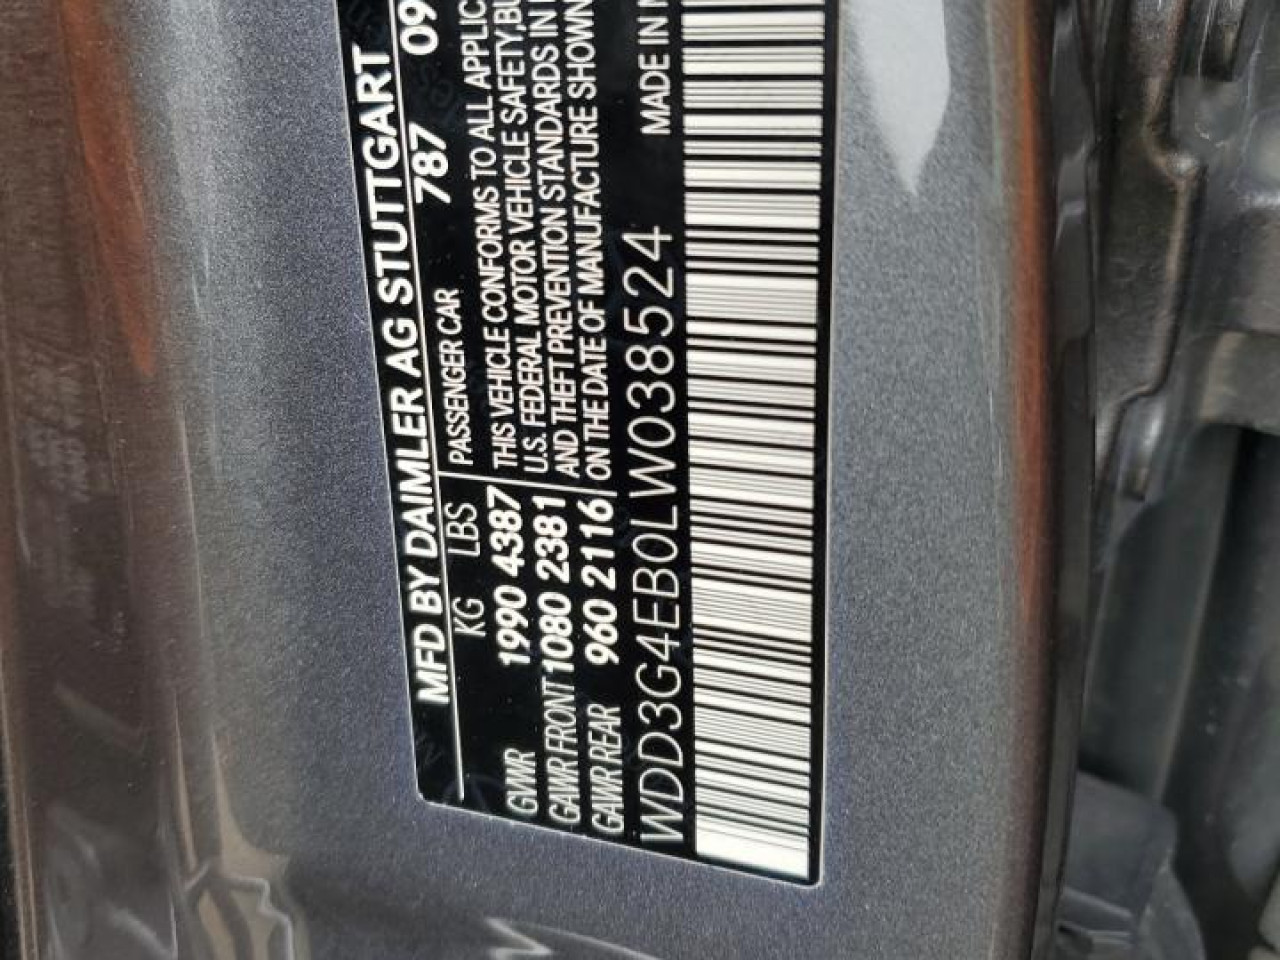 MFD BY DAIMLER AG STUTTGART
787 09
KG LBS PASSENGER CAR
GVWR 1990 4387 THIS VEHICLE CONFORMS TO ALL APPLIC
GAWR FRONT 1080 2381 U.S. FEDERAL MOTOR VEHICLE SAFETY, BU
GAWR REAR 960 2116 AND THEFT PREVENTION STANDARDS IN
ON THE DATE OF MANUFACTURE SHOWN
MADE IN
WDD3G4EB0LW038524